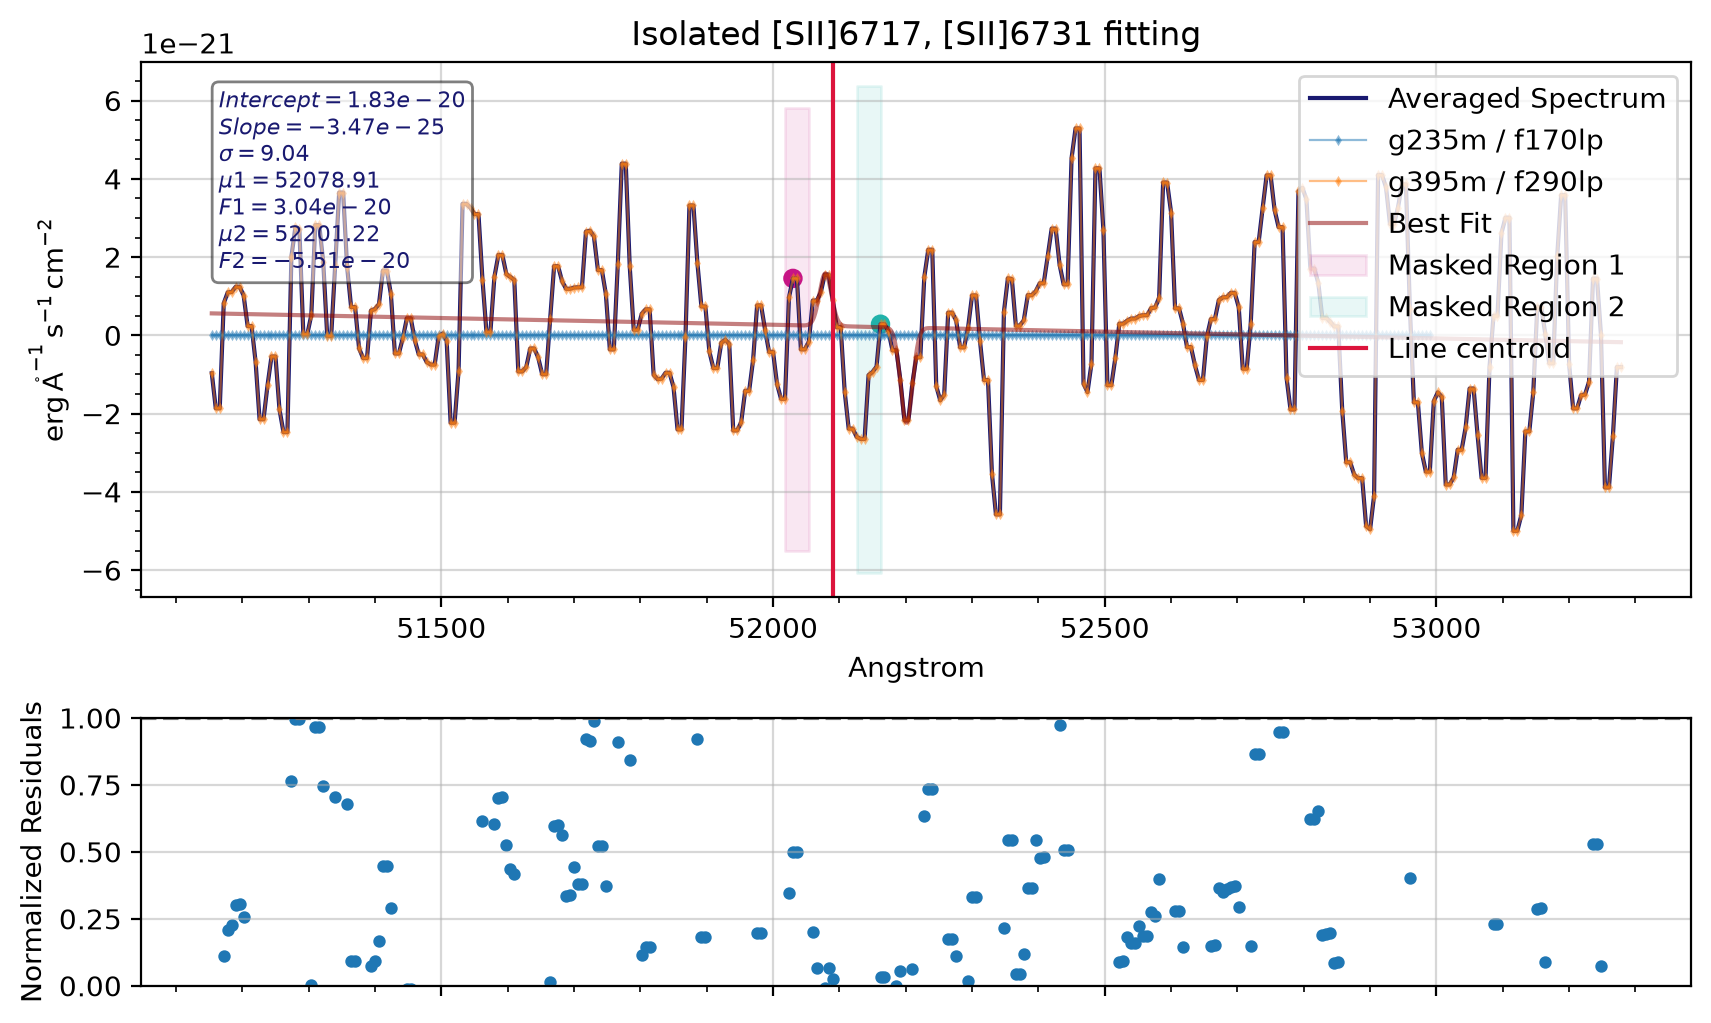 Isolated [SII]6717, [SII]6731 fitting
1e−21
Intercept = 1.83e − 20
Slope = −3.47e − 25
σ = 9.04
μ1 = 52078.91
F1 = 3.04e − 20
μ2 = 52201.22
F2 = −5.51e − 20
Averaged Spectrum
g235m / f170lp
g395m / f290lp
Best Fit
Masked Region 1
Masked Region 2
Line centroid
6
4
2
0
−2
−4
−6
erg Å⁻¹ s⁻¹ cm⁻²
51500 52000 52500 53000
Angstrom
1.00
0.75
0.50
0.25
0.00
Normalized Residuals